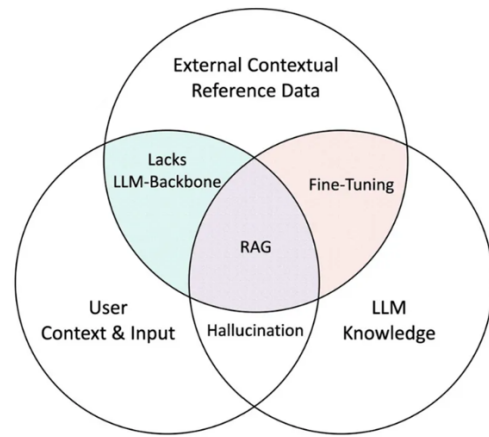 External Contextual
Reference Data
Lacks
LLM-Backbone
Fine-Tuning
RAG
User
Context & Input
Hallucination
LLM
Knowledge